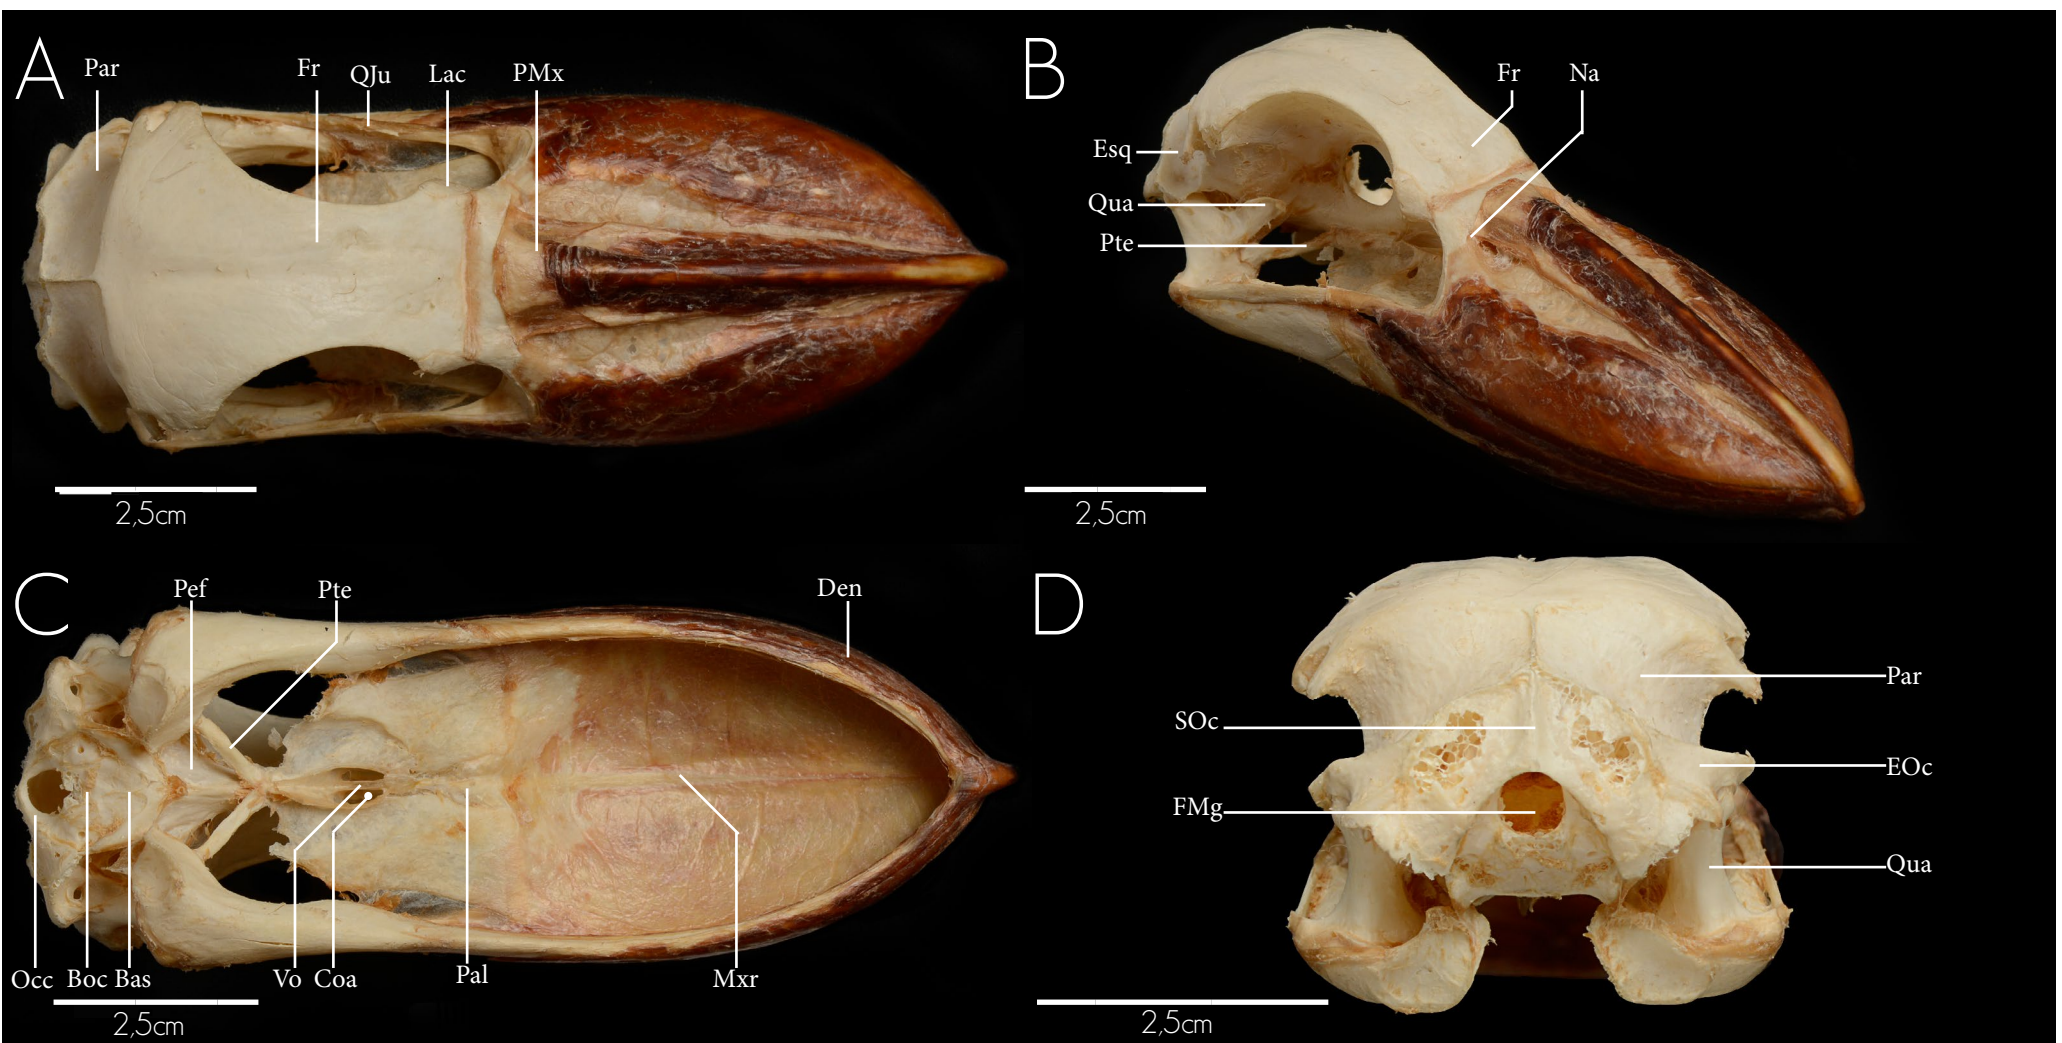 A
Par
Fr
QJu
Lac
PMx
2,5cm
B
Fr
Na
Esq
Qua
Pte
2,5cm
C
Pef
Pte
Den
Occ
Boc
Bas
Vo
Coa
Pal
Mxr
2,5cm
D
Par
SOc
EOc
FMg
Qua
2,5cm